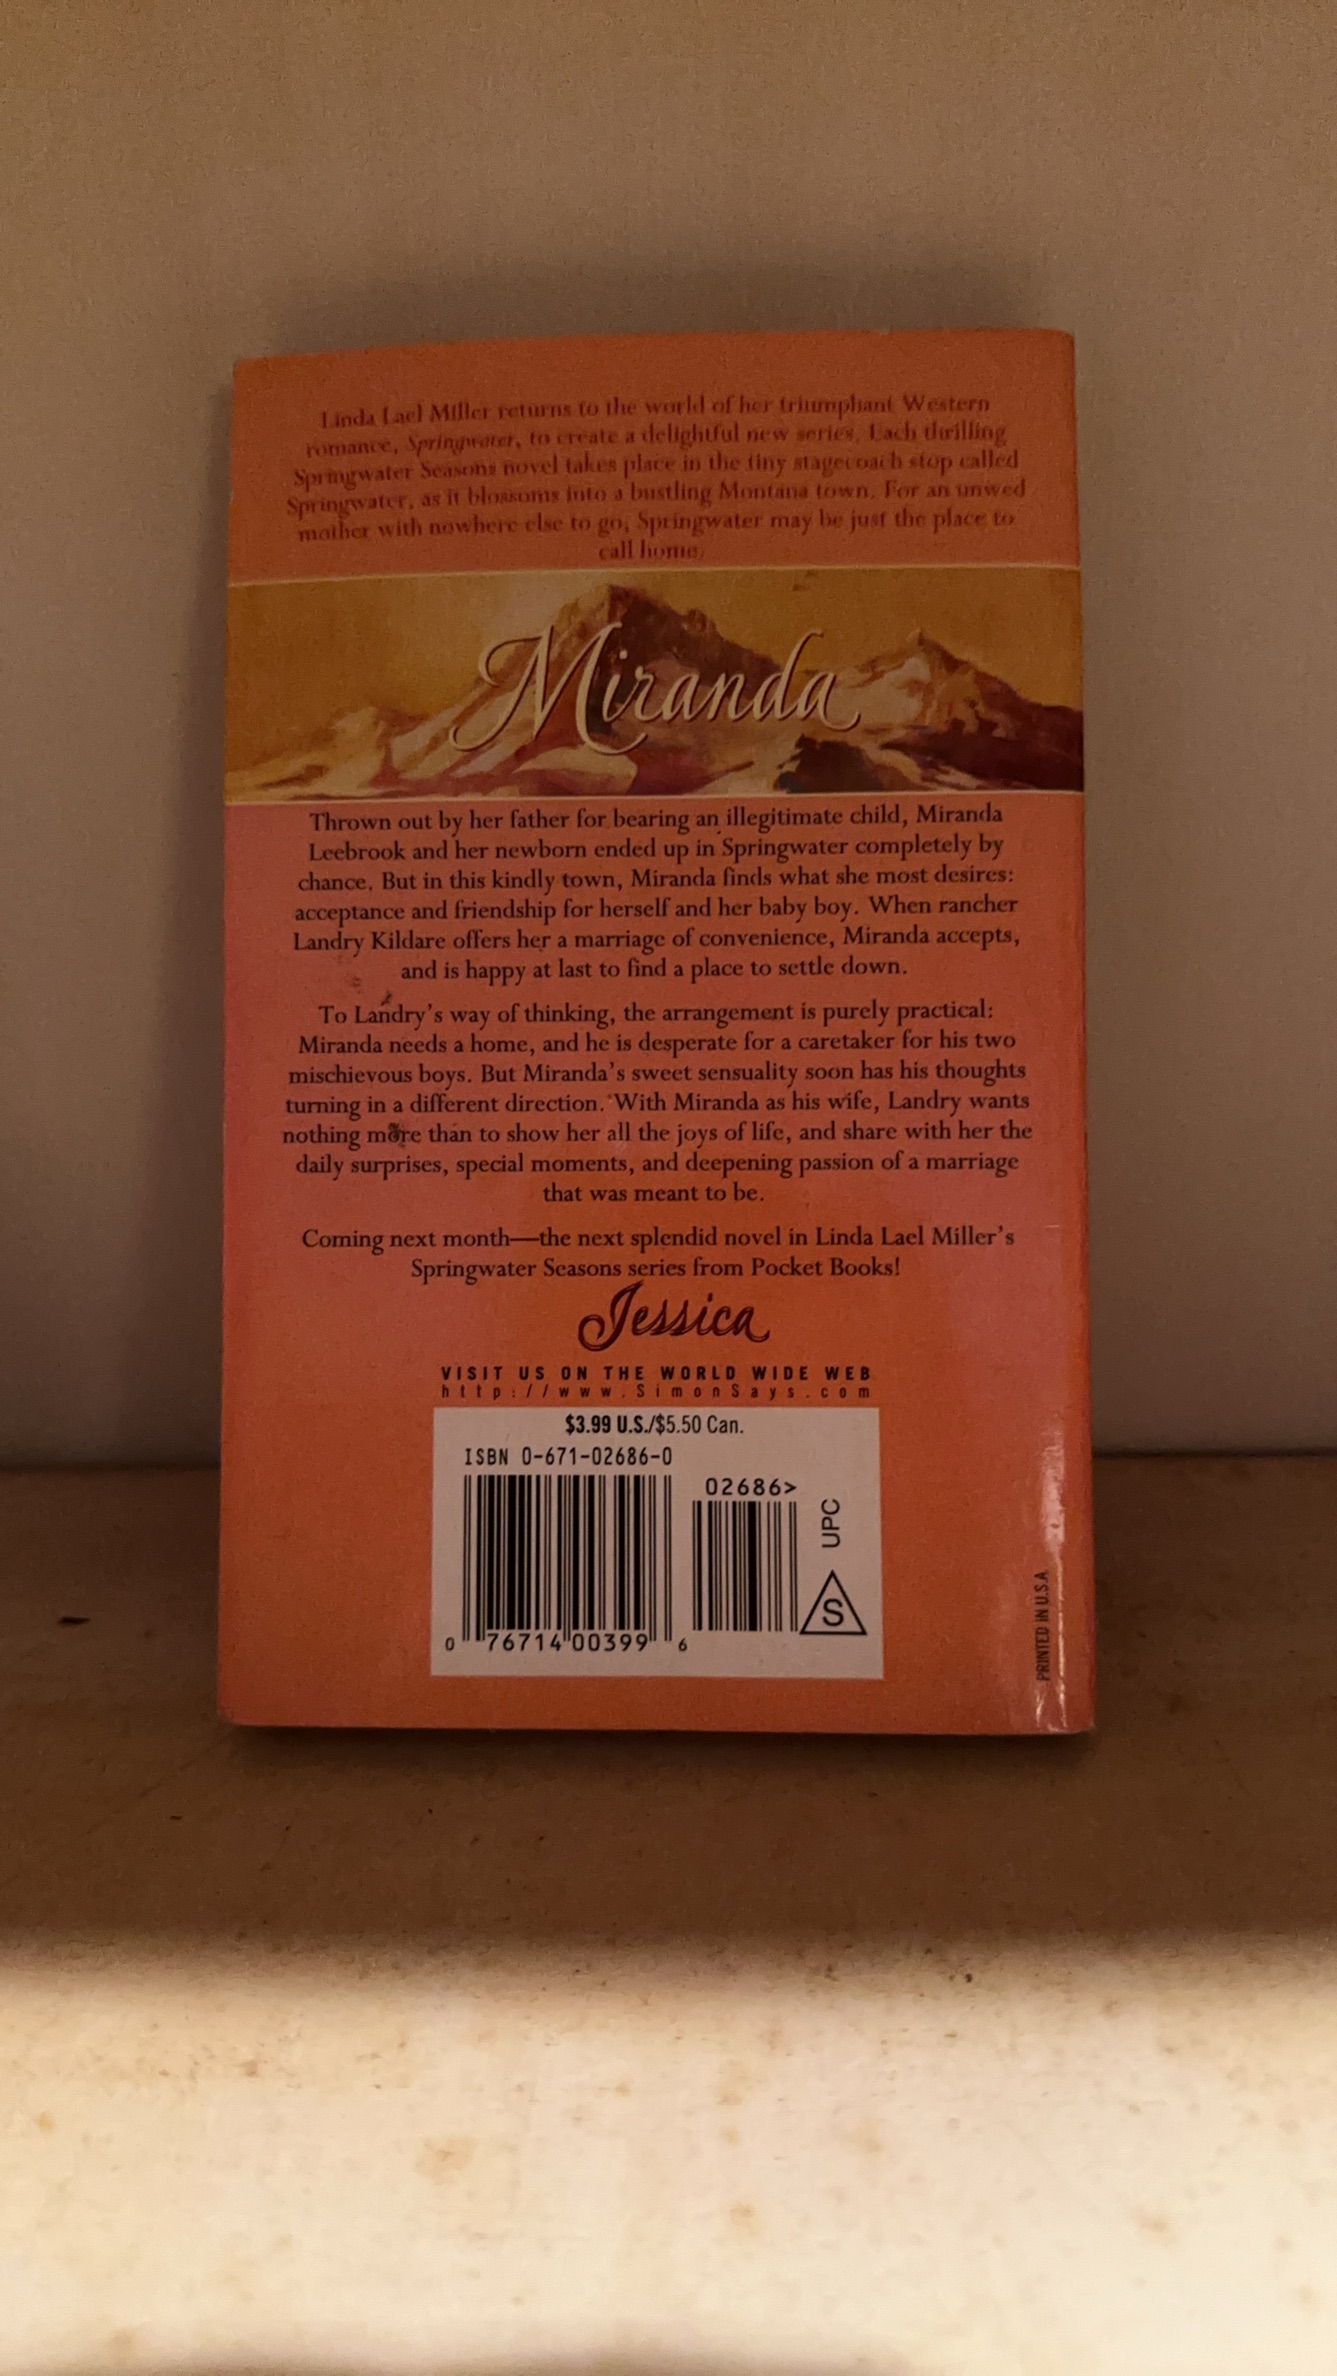 Linda Lael Miller returns to the world of her triumphant Western
romance, Springwater, to create a delightful new series. Each thrilling
Springwater Seasons novel takes place in the tiny stagecoach stop called
Springwater, as it blossoms into a bustling Montana town. For an unwed
mother with nowhere else to go, Springwater may be just the place to
call home.
Miranda
Thrown out by her father for bearing an illegitimate child, Miranda
Leebrook and her newborn ended up in Springwater completely by
chance. But in this kindly town, Miranda finds what she most desires:
acceptance and friendship for herself and her baby boy. When rancher
Landry Kildare offers her a marriage of convenience, Miranda accepts,
and is happy at last to find a place to settle down.
To Landry's way of thinking, the arrangement is purely practical:
Miranda needs a home, and he is desperate for a caretaker for his two
mischievous boys. But Miranda's sweet sensuality soon has his thoughts
turning in a different direction. With Miranda as his wife, Landry wants
nothing more than to show her all the joys of life, and share with her the
daily surprises, special moments, and deepening passion of a marriage
that was meant to be.
Coming next month—the next splendid novel in Linda Lael Miller's
Springwater Seasons series from Pocket Books!
Jessica
VISIT US ON THE WORLD WIDE WEB
http://www.SimonSays.com
$3.99 U.S./$5.50 Can.
ISBN 0-671-02686-0
02686>
UPC
S
0 76714 00399 6
PRINTED IN U.S.A